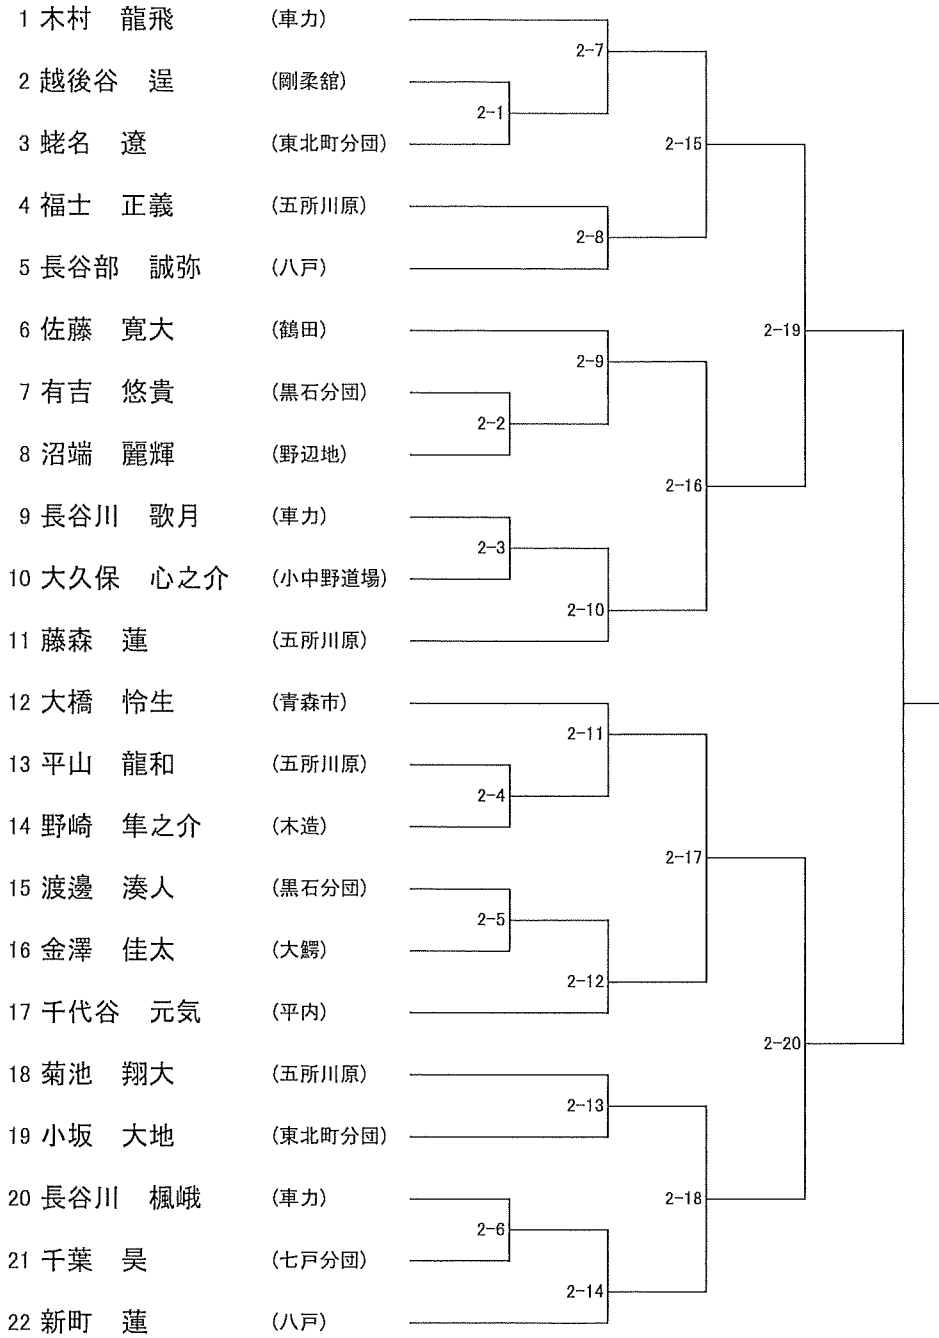 1 木村　龍飛 (車力)
2-7
2 越後谷　逞 (剛柔舘)
2-1
3 蛯名　遼 (東北町分団)
2-15
4 福士　正義 (五所川原)
2-8
5 長谷部　誠弥 (八戸)
6 佐藤　寛大 (鶴田)
2-19
2-9
7 有吉　悠貴 (黒石分団)
2-2
8 沼端　麗輝 (野辺地)
2-16
9 長谷川　歌月 (車力)
2-3
10 大久保　心之介 (小中野道場)
2-10
11 藤森　蓮 (五所川原)
12 大橋　怜生 (青森市)
2-11
13 平山　龍和 (五所川原)
2-4
14 野崎　隼之介 (木造)
2-17
15 渡邊　湊人 (黒石分団)
2-5
16 金澤　佳太 (大鰐)
2-12
17 千代谷　元気 (平内)
2-20
18 菊池　翔大 (五所川原)
2-13
19 小坂　大地 (東北町分団)
20 長谷川　楓峨 (車力)
2-18
2-6
21 千葉　昊 (七戸分団)
2-14
22 新町　蓮 (八戸)